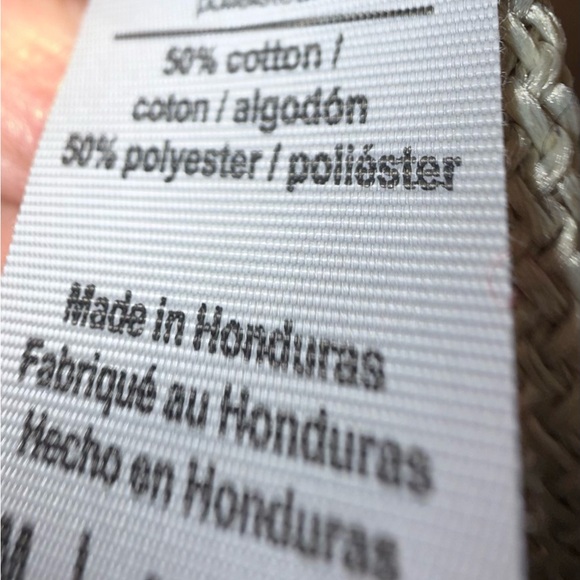 50% cotton /
coton / algodón
50% polyester / poliéster
Made in Honduras
Fabriqué au Honduras
Hecho en Honduras